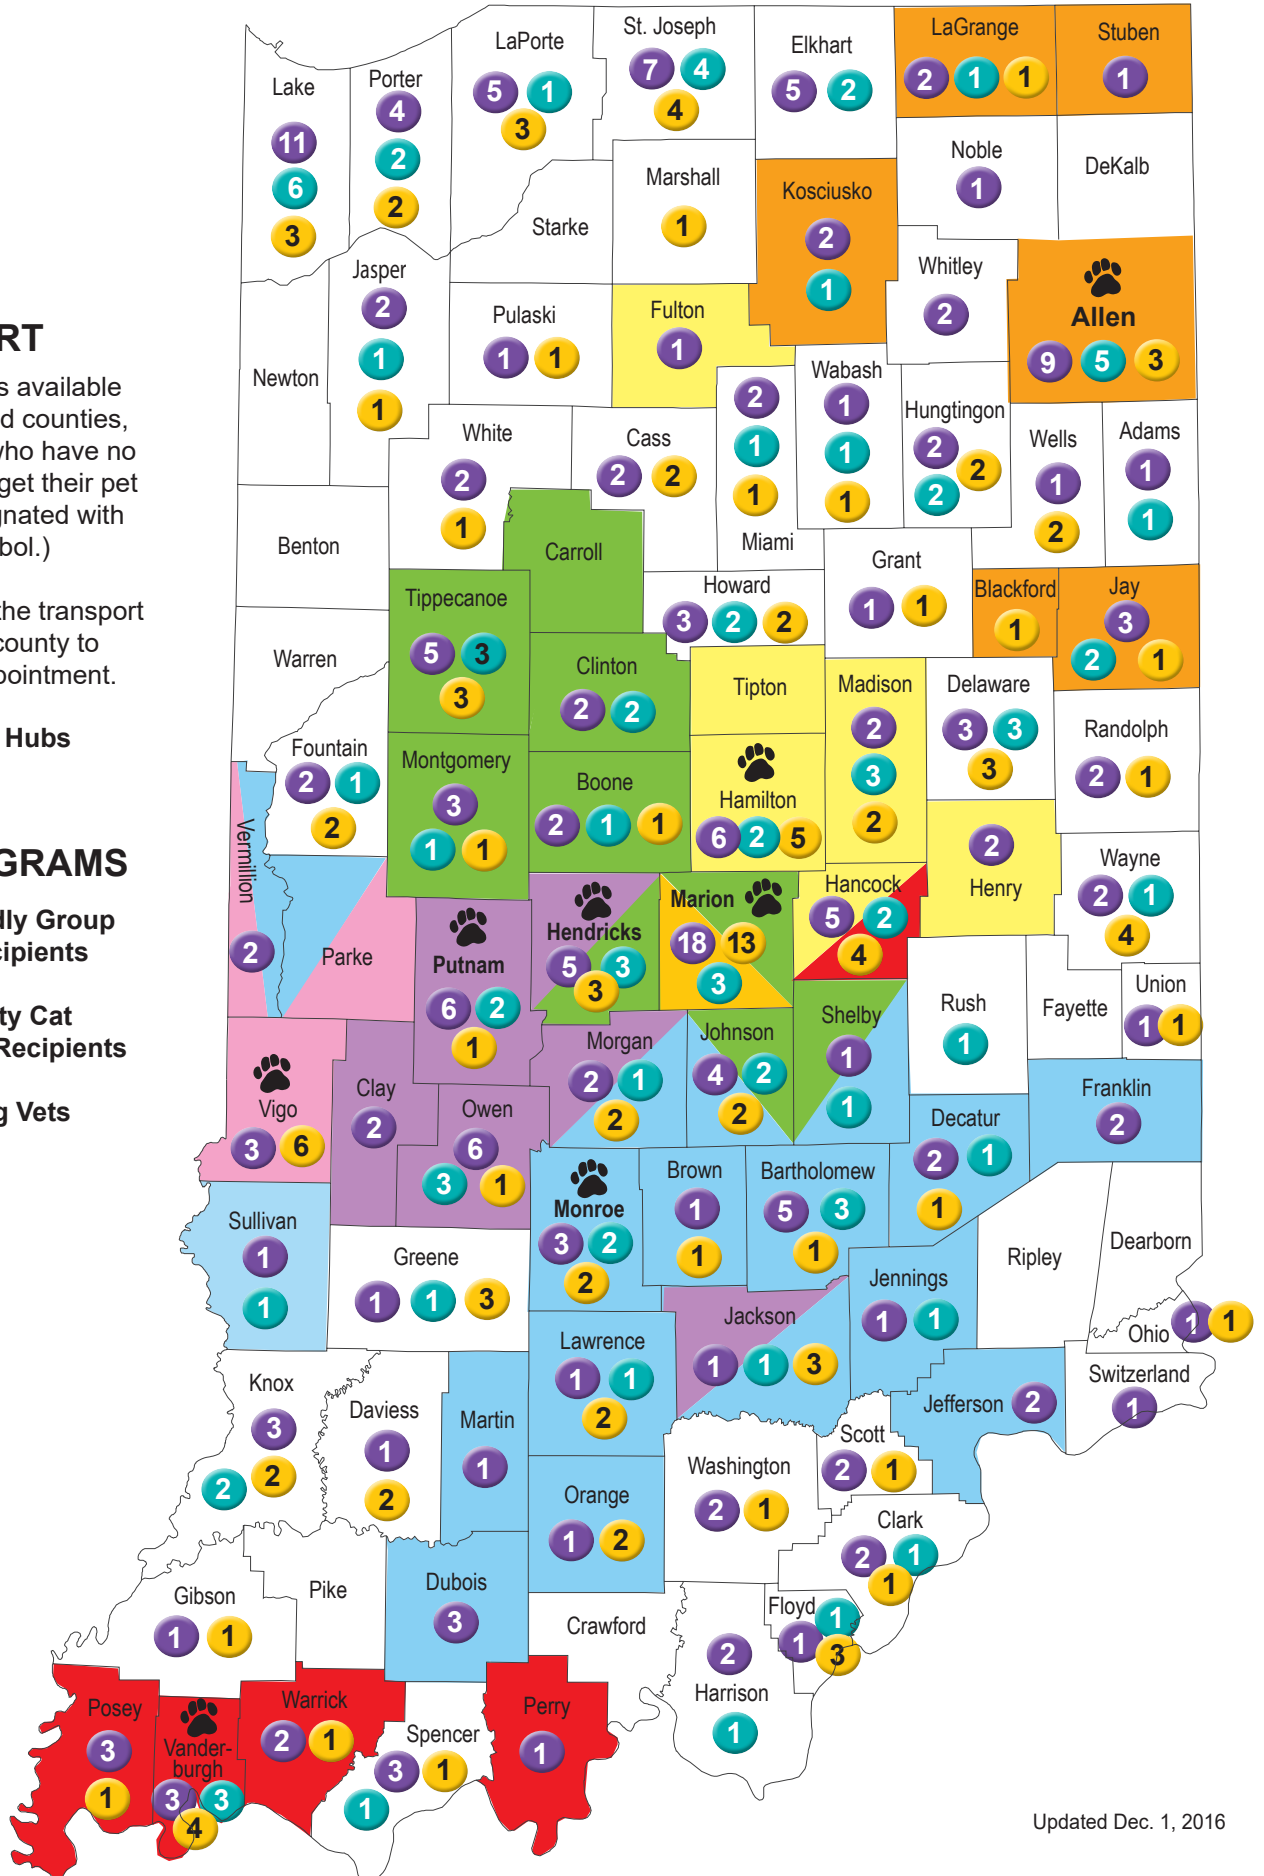 RT
s available
d counties,
who have no
get their pet
gnated with
bol.)
the transport
county to
pointment.
Hubs
GRAMS
dly Group
cipients
ty Cat
Recipients
g Vets
Lake
11
6
3
Porter
4
2
2
LaPorte
5 1
3
St. Joseph
7 4
4
Elkhart
5 2
LaGrange
2 1 1
Stuben
1
Noble
1
DeKalb
Marshall
1
Starke
Kosciusko
2
1
Whitley
2
Allen
9 5 3
Jasper
2
1
1
Newton
Pulaski
1 1
Fulton
1
2
1
1
Miami
Wabash
1
1
1
Hungtingon
2
2
2
Wells
1
2
Adams
1
1
White
2
1
Cass
2 2
Benton
Carroll
Grant
1 1
Howard
3 2 2
Blackford
1
Jay
3
2 1
Tippecanoe
5 3
3
Warren
Clinton
2 2
Tipton
Madison
2
3
2
Delaware
3 3
3
Randolph
2 1
Fountain
2 1
2
Montgomery
3
1 1
Boone
2 1 1
Hamilton
6 2 5
2
Henry
Wayne
2 1
4
Vermillion
2
Parke
Putnam
6 2
1
Hendricks
5 3
3
Marion
18 13
3
Hancock
5 2
4
Rush
1
Fayette
Union
1 1
Shelby
1
1
Vigo
3 6
Clay
2
Owen
6
3 1
Morgan
2 1
2
Johnson
4 2
2
Decatur
2 1
1
Franklin
2
Sullivan
1
1
Greene
1 1 3
Monroe
3 2
2
Brown
1
1
Bartholomew
5 3
1
Jennings
1 1
Ripley
Dearborn
Ohio 1 1
Switzerland
1
Jackson
1 1 3
Lawrence
1 1
2
Jefferson 2
Knox
3
2 2
Daviess
1
2
Martin
1
Scott
2 1
Washington
2 1
Orange
1 2
Clark
2 1
1
Gibson
1 1
Pike
Dubois
3
Crawford
Floyd 1
1 3
2
Harrison
1
Posey
3
1
Vander-
burgh
3 3
4
Warrick
2 1
Spencer
3 1
1
Perry
1
Updated Dec. 1, 2016